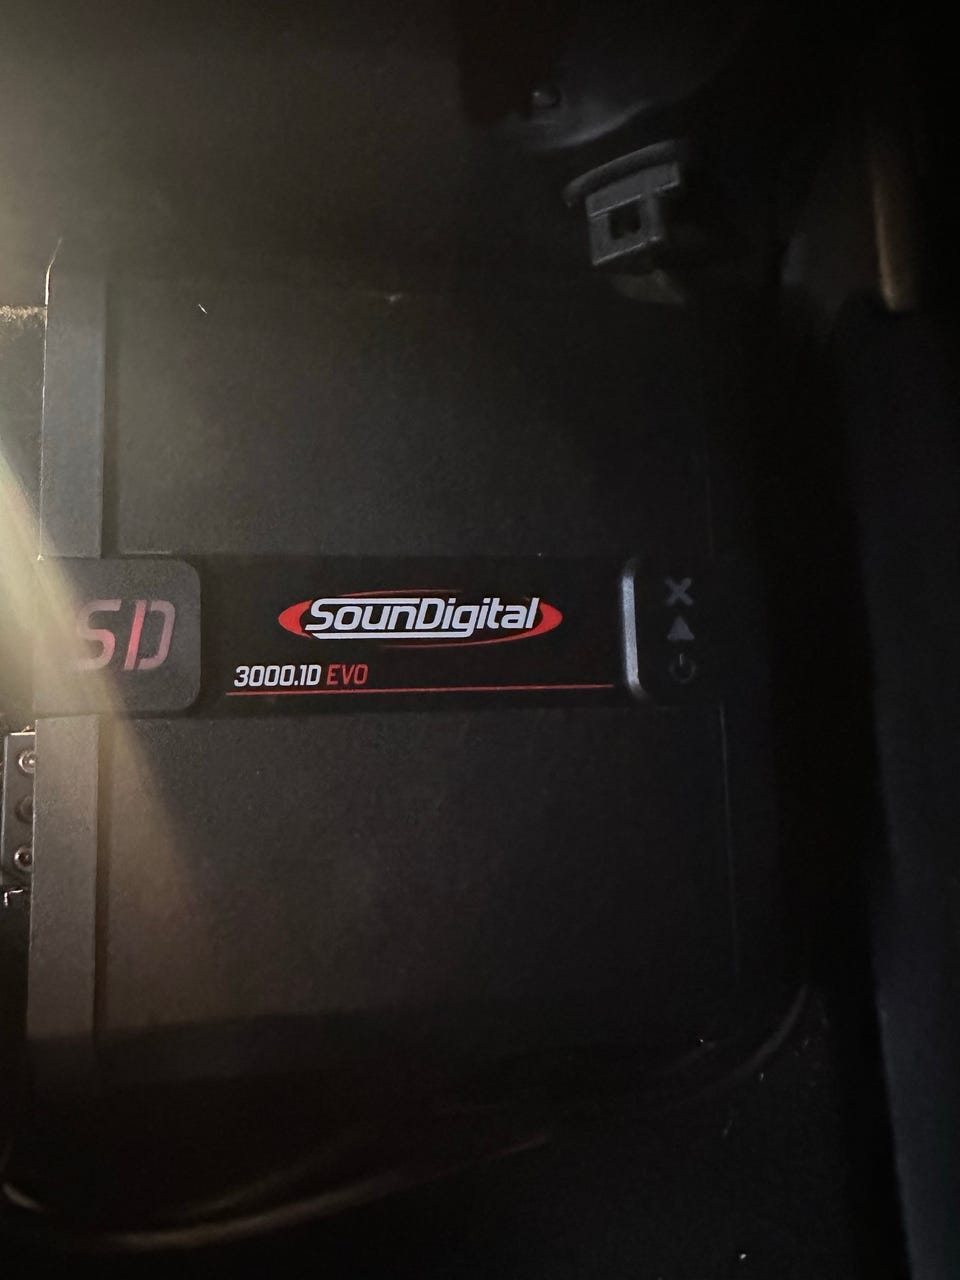 SD
SounDigital
3000.1D EVO